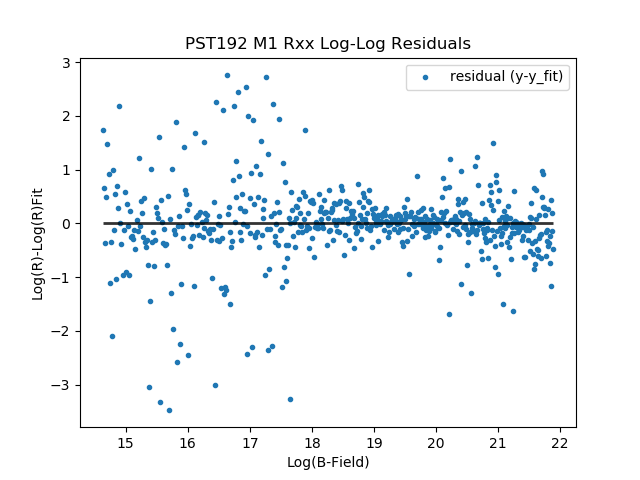 PST192 M1 Rxx Log-Log Residuals
residual (y-y_fit)
Log(R)-Log(R)Fit
3
2
1
0
−1
−2
−3
15 16 17 18 19 20 21 22
Log(B-Field)